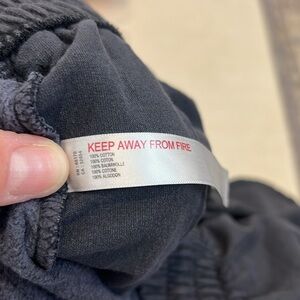 KEEP AWAY FROM FIRE
100% COTTON
100% COTON
100% BAUMWOLLE
100% COTONE
100% ALGODON